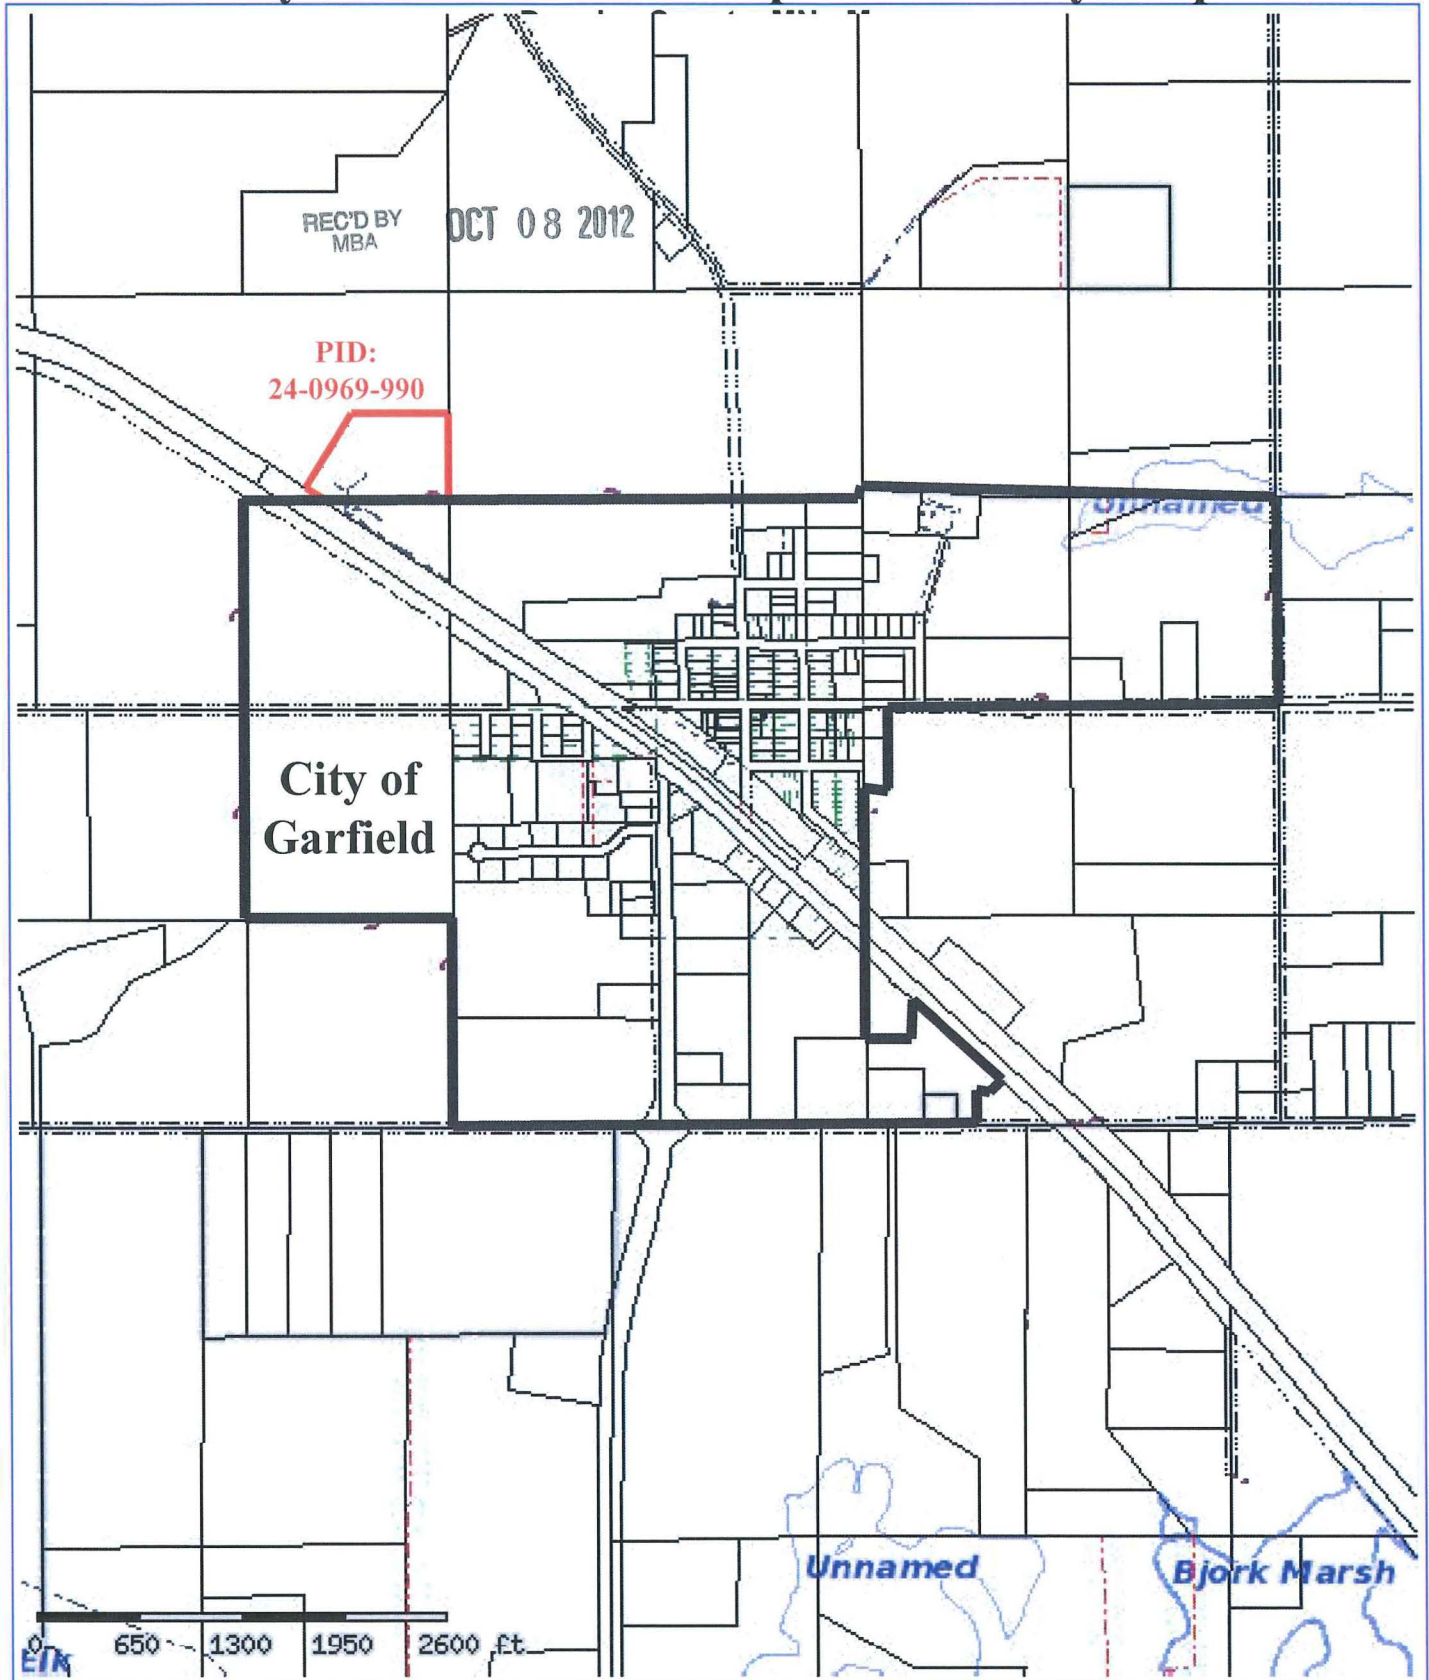 REC'D BY
MBA
OCT 08 2012
PID:
24-0969-990
Unnamed
City of
Garfield
Unnamed
Bjork Marsh
0 650 1300 1950 2600 ft
Elk